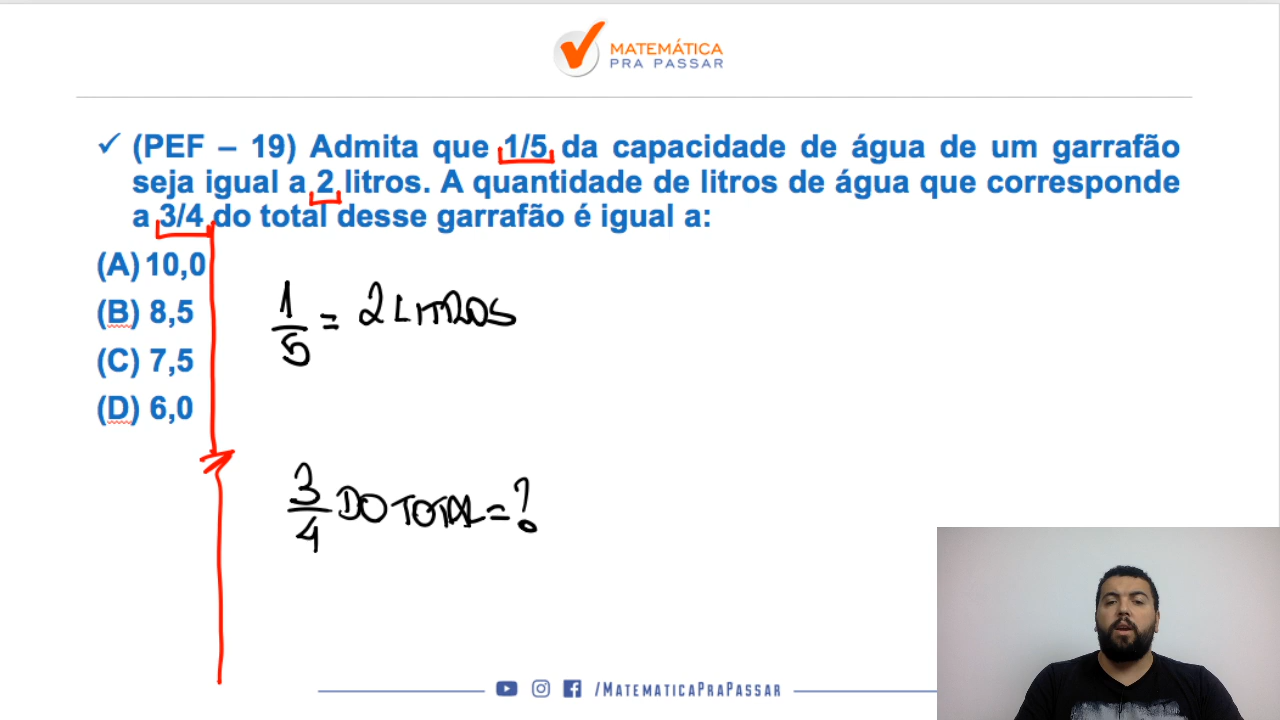 MATEMÁTICA
PRA PASSAR
(PEF – 19) Admita que 1/5 da capacidade de água de um garrafão
seja igual a 2 litros. A quantidade de litros de água que corresponde
a 3/4 do total desse garrafão é igual a:
(A) 10,0
(B) 8,5
(C) 7,5
(D) 6,0
1/5 = 2 LITROS
3/4 DO TOTAL = ?
/MATEMATICAPRAPASSAR